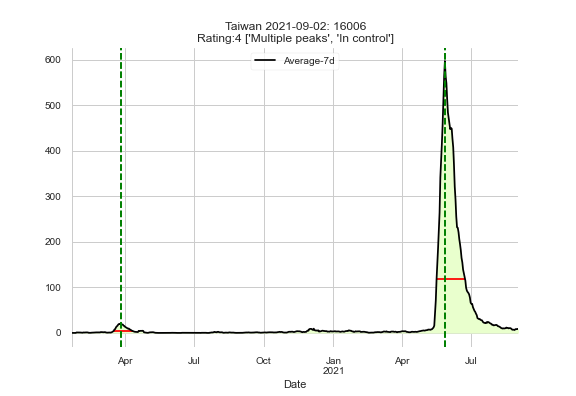 Taiwan 2021-09-02: 16006
Rating:4 ['Multiple peaks', 'In control']
Average-7d
600
500
400
300
200
100
0
Apr
Jul
Oct
Jan
2021
Apr
Jul
Date